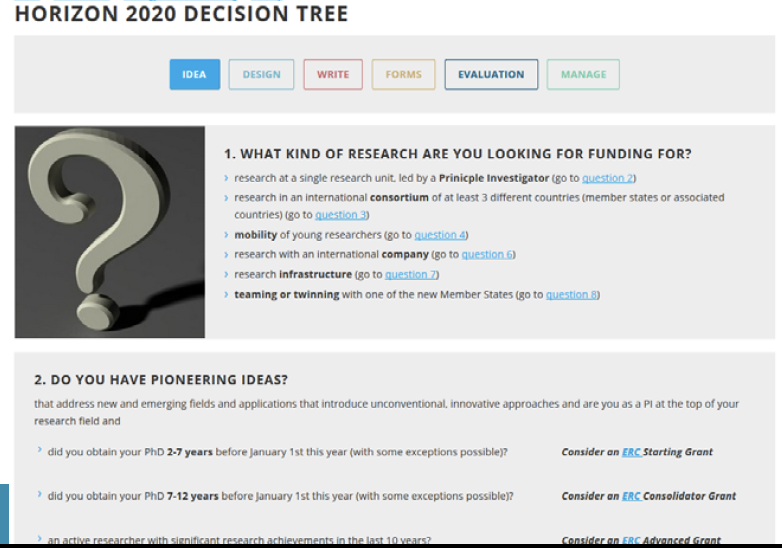 HORIZON 2020 DECISION TREE
IDEA
DESIGN
WRITE
FORMS
EVALUATION
MANAGE
1. WHAT KIND OF RESEARCH ARE YOU LOOKING FOR FUNDING FOR?
› research at a single research unit, led by a Prinicple Investigator (go to question 2)
› research in an international consortium of at least 3 different countries (member states or associated
countries) (go to question 3)
› mobility of young researchers (go to question 4)
› research with an international company (go to question 6)
› research infrastructure (go to question 7)
› teaming or twinning with one of the new Member States (go to question 8)
2. DO YOU HAVE PIONEERING IDEAS?
that address new and emerging fields and applications that introduce unconventional, innovative approaches and are you as a PI at the top of your
research field and
› did you obtain your PhD 2-7 years before January 1st this year (with some exceptions possible)?
Consider an ERC Starting Grant
› did you obtain your PhD 7-12 years before January 1st this year (with some exceptions possible)?
Consider an ERC Consolidator Grant
› an active researcher with significant research achievements in the last 10 years?
Consider an ERC Advanced Grant